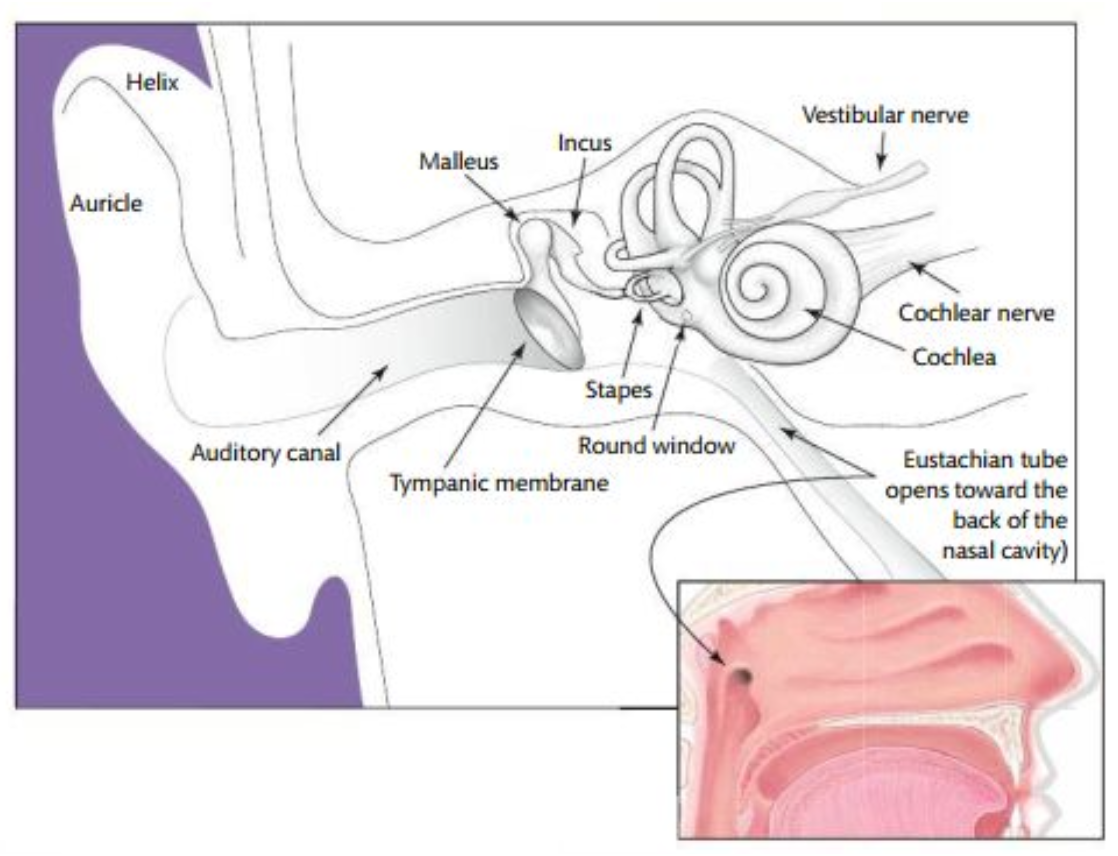 Helix
Vestibular nerve
Incus
Malleus
Auricle
Cochlear nerve
Cochlea
Stapes
Round window
Auditory canal
Tympanic membrane
Eustachian tube
opens toward the
back of the
nasal cavity)